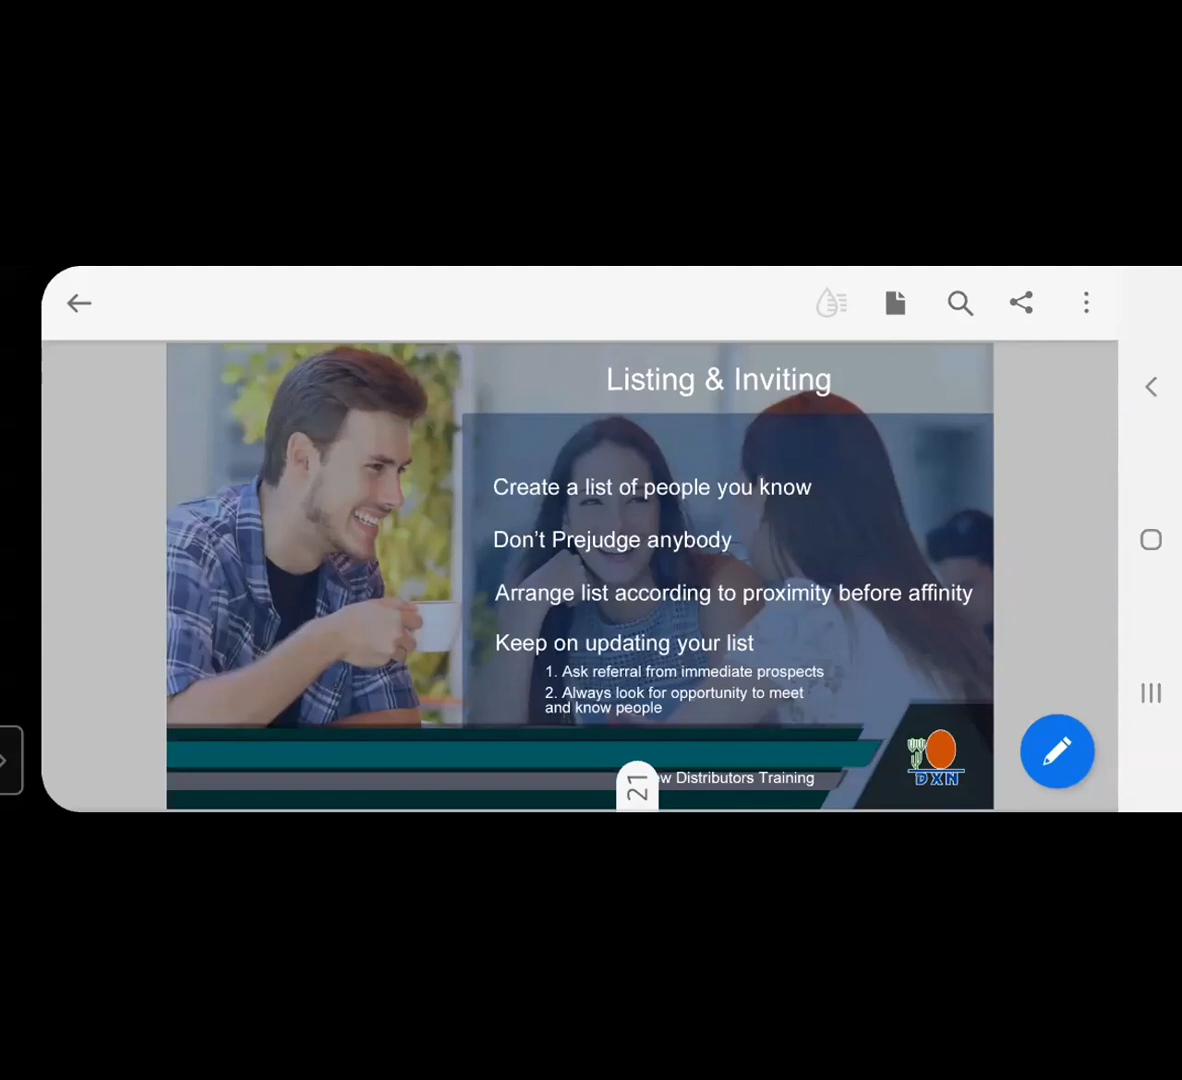 Listing & Inviting
Create a list of people you know
Don't Prejudge anybody
Arrange list according to proximity before affinity
Keep on updating your list
1. Ask referral from immediate prospects
2. Always look for opportunity to meet
and know people
Distributors Training
21
DXN